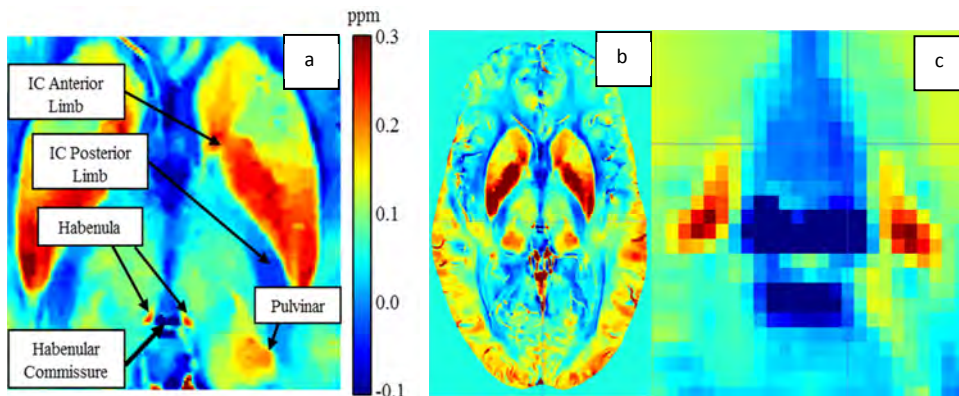 ppm
a
b
c
0.3
0.2
0.1
0.0
-0.1
IC Anterior
Limb
IC Posterior
Limb
Habenula
Pulvinar
Habenular
Commissure